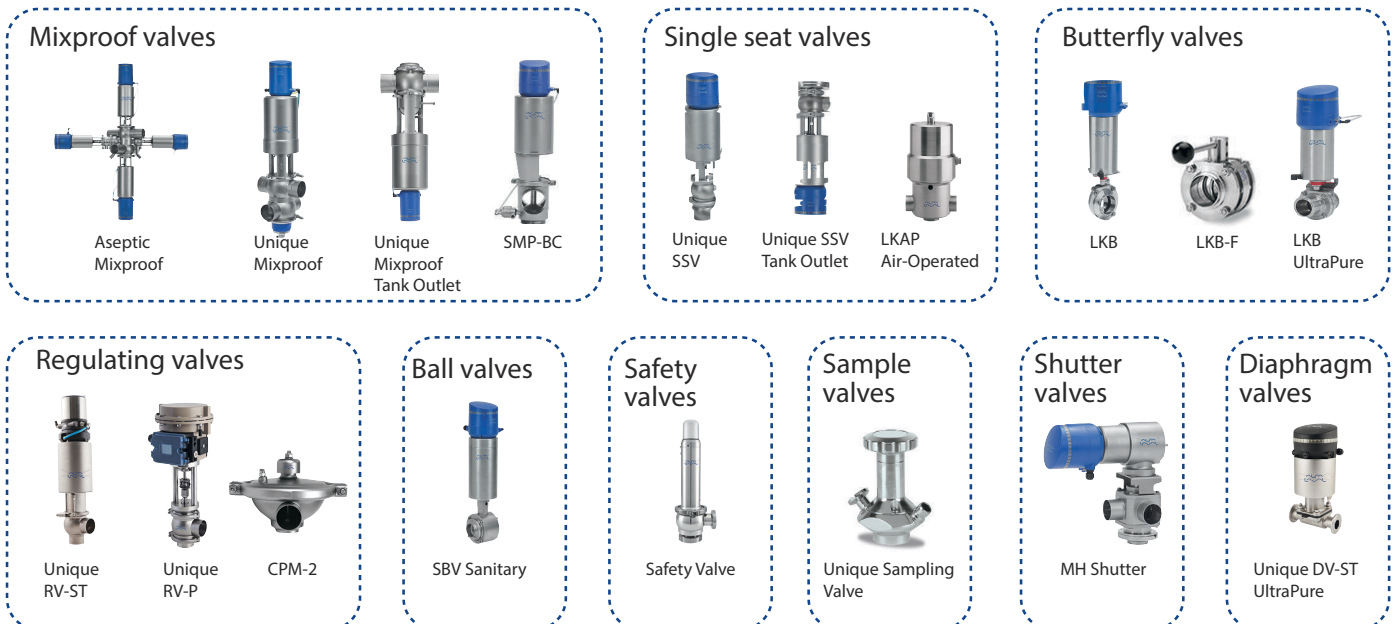 Mixproof valves
Aseptic
Mixproof
Unique
Mixproof
Unique
Mixproof
Tank Outlet
SMP-BC
Single seat valves
Unique
SSV
Unique SSV
Tank Outlet
LKAP
Air-Operated
Butterfly valves
LKB
LKB-F
LKB
UltraPure
Regulating valves
Unique
RV-ST
Unique
RV-P
CPM-2
Ball valves
SBV Sanitary
Safety
valves
Safety Valve
Sample
valves
Unique Sampling
Valve
Shutter
valves
MH Shutter
Diaphragm
valves
Unique DV-ST
UltraPure